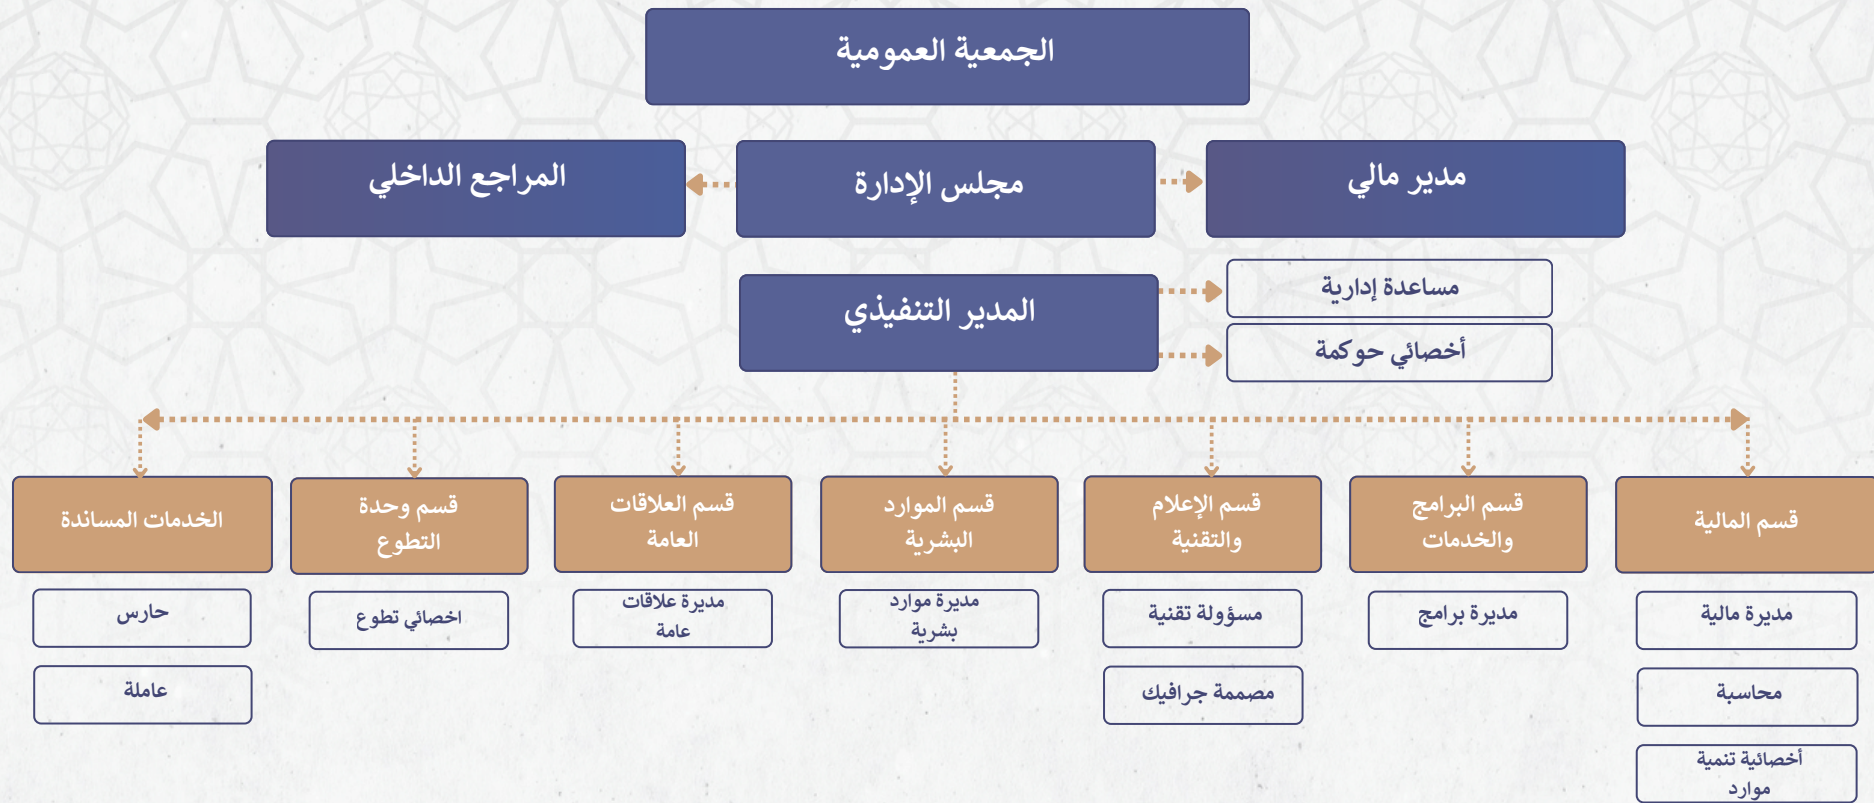 الجمعية العمومية
مدير مالي
مجلس الإدارة
المراجع الداخلي
المدير التنفيذي
مساعدة إدارية
أخصائي حوكمة
قسم المالية
قسم البرامج
والخدمات
قسم الإعلام
والتقنية
قسم الموارد
البشرية
قسم العلاقات
العامة
قسم وحدة
التطوع
الخدمات المساندة
مديرة مالية
محاسبة
أخصائية تنمية
موارد
مديرة برامج
مسؤولة تقنية
مصممة جرافيك
مديرة موارد
بشرية
مديرة علاقات
عامة
اخصائي تطوع
حارس
عاملة